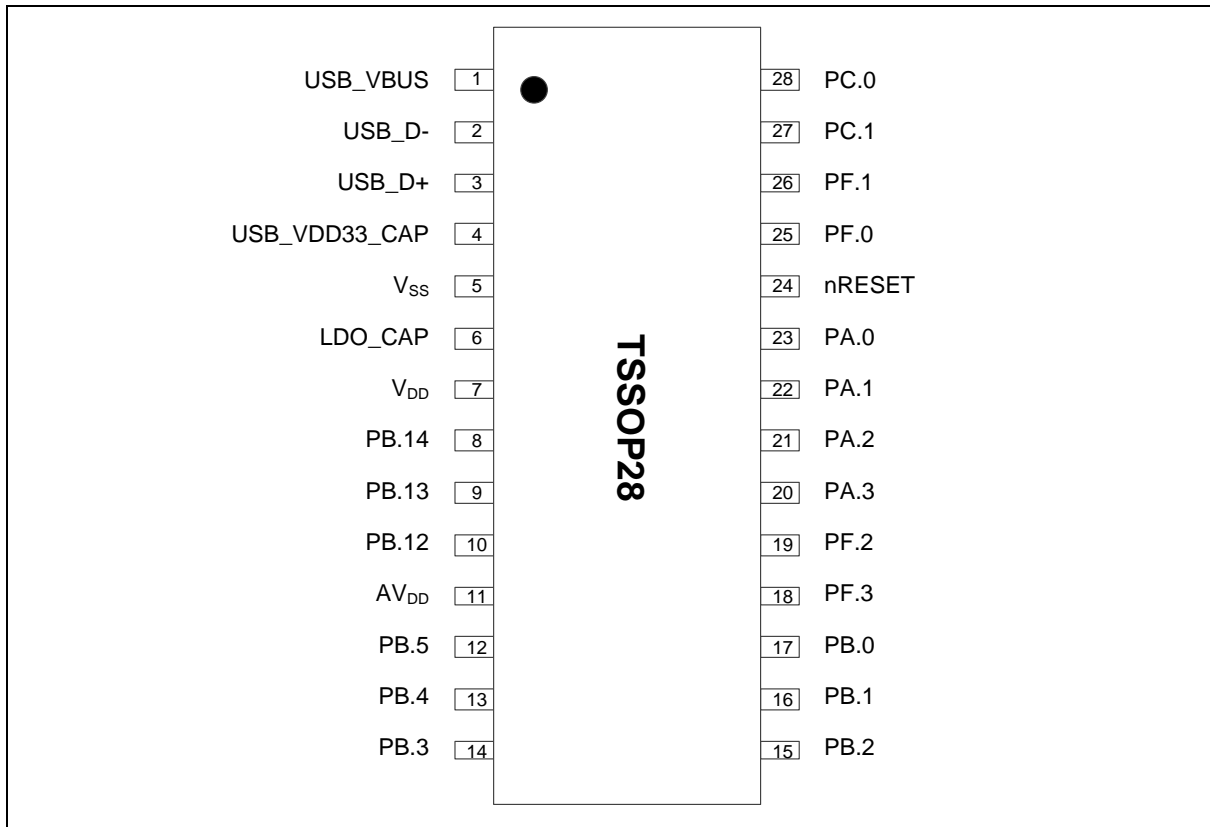 USB_VBUS 1 28 PC.0
USB_D- 2 27 PC.1
USB_D+ 3 26 PF.1
USB_VDD33_CAP 4 25 PF.0
VSS 5 24 nRESET
LDO_CAP 6 23 PA.0
VDD 7 22 PA.1
PB.14 8 21 PA.2
PB.13 9 20 PA.3
PB.12 10 19 PF.2
AVDD 11 18 PF.3
PB.5 12 17 PB.0
PB.4 13 16 PB.1
PB.3 14 15 PB.2
TSSOP28